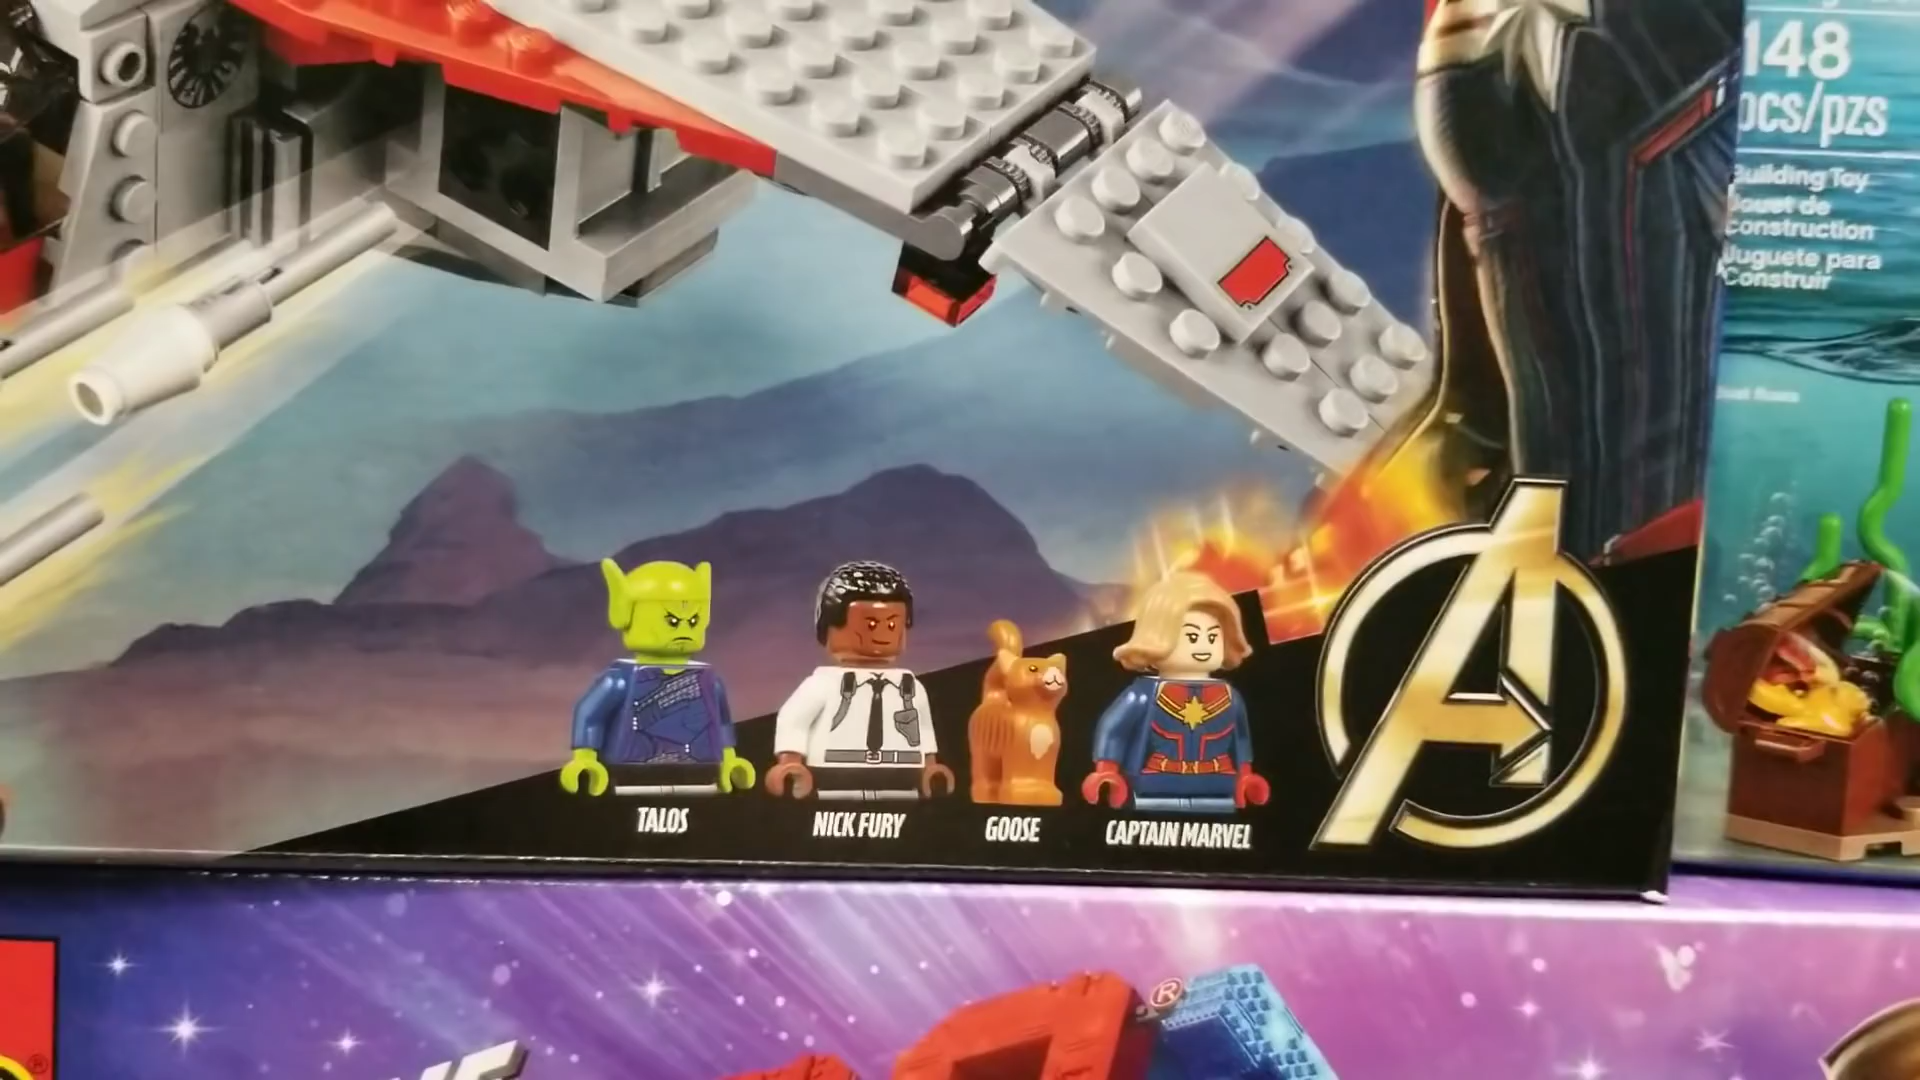 148
pcs/pzs
Building Toy
Jouet de
construction
Juguete para
Construir
TALOS
NICK FURY
GOOSE
CAPTAIN MARVEL
®
®